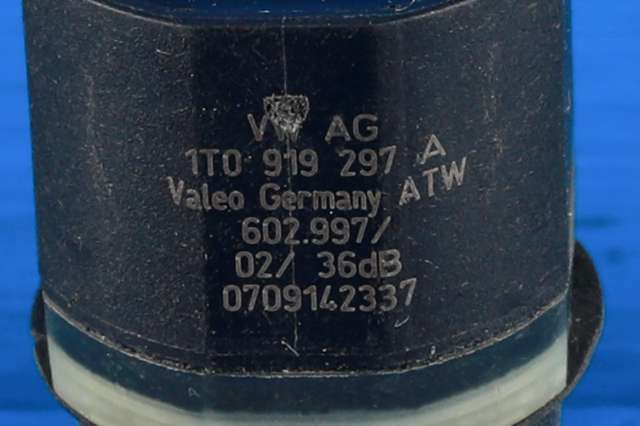 VW AG
1T0 919 297 A
Valeo Germany ATW
602.997/
02/ 36dB
0709142337